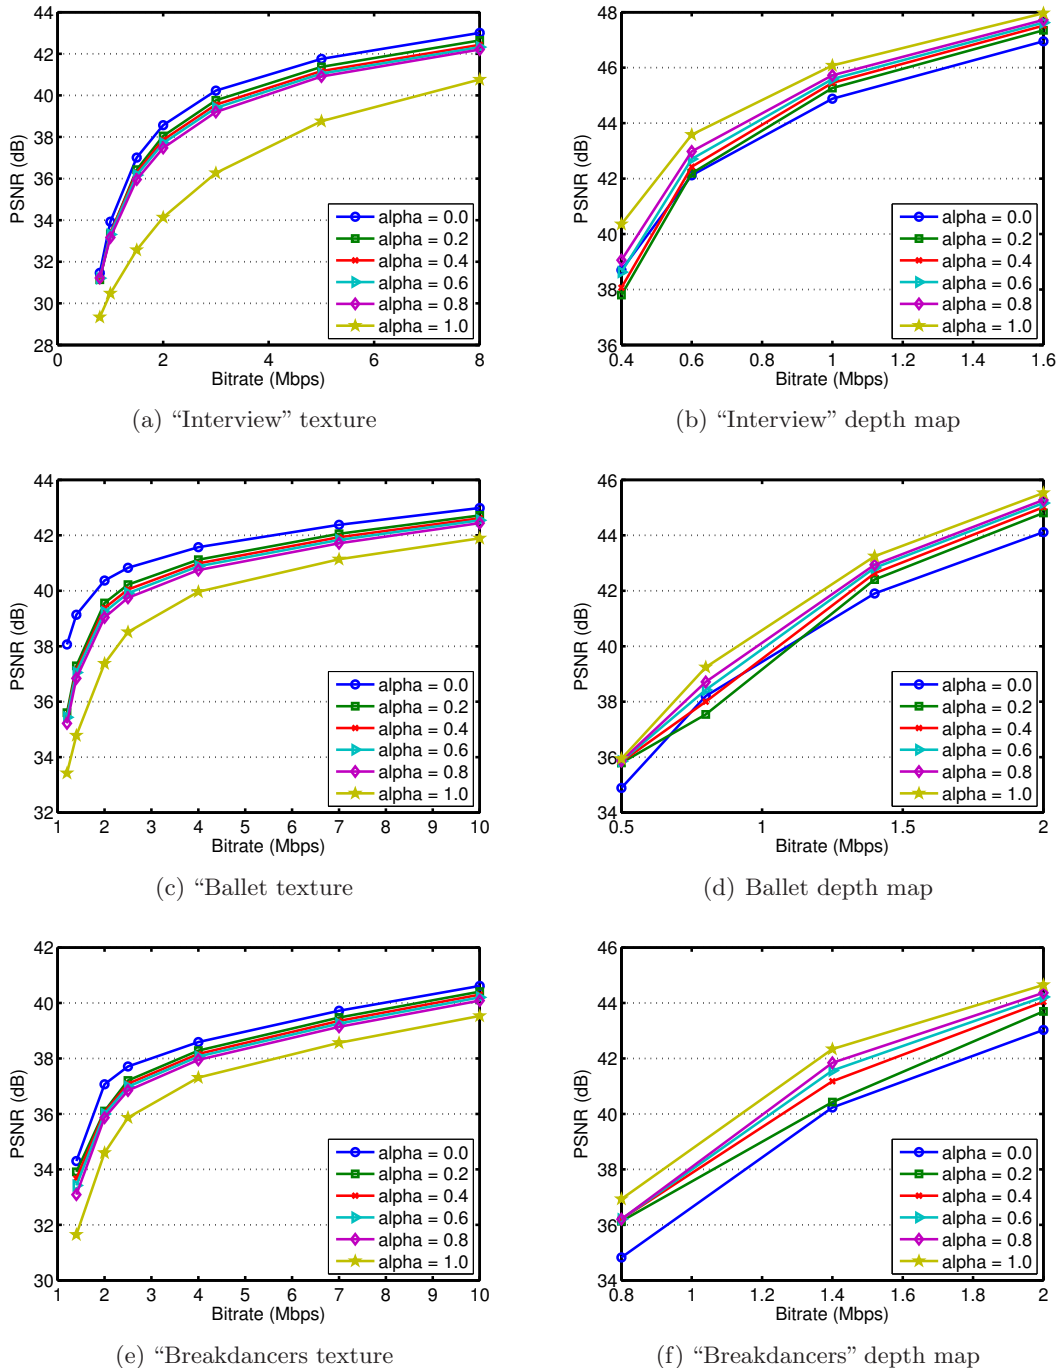 44
42
40
38
36
34
32
30
28
0
2
4
6
8
PSNR (dB)
Bitrate (Mbps)
alpha = 0.0
alpha = 0.2
alpha = 0.4
alpha = 0.6
alpha = 0.8
alpha = 1.0
(a) “Interview” texture
48
46
44
42
40
38
36
0.4
0.6
0.8
1
1.2
1.4
1.6
PSNR (dB)
Bitrate (Mbps)
alpha = 0.0
alpha = 0.2
alpha = 0.4
alpha = 0.6
alpha = 0.8
alpha = 1.0
(b) “Interview” depth map
44
42
40
38
36
34
32
1
2
3
4
5
6
7
8
9
10
PSNR (dB)
Bitrate (Mbps)
alpha = 0.0
alpha = 0.2
alpha = 0.4
alpha = 0.6
alpha = 0.8
alpha = 1.0
(c) “Ballet texture
46
44
42
40
38
36
34
0.5
1
1.5
2
PSNR (dB)
Bitrate (Mbps)
alpha = 0.0
alpha = 0.2
alpha = 0.4
alpha = 0.6
alpha = 0.8
alpha = 1.0
(d) Ballet depth map
42
40
38
36
34
32
30
1
2
3
4
5
6
7
8
9
10
PSNR (dB)
Bitrate (Mbps)
alpha = 0.0
alpha = 0.2
alpha = 0.4
alpha = 0.6
alpha = 0.8
alpha = 1.0
(e) “Breakdancers texture
46
44
42
40
38
36
34
0.8
1
1.2
1.4
1.6
1.8
2
PSNR (dB)
Bitrate (Mbps)
alpha = 0.0
alpha = 0.2
alpha = 0.4
alpha = 0.6
alpha = 0.8
alpha = 1.0
(f) “Breakdancers” depth map